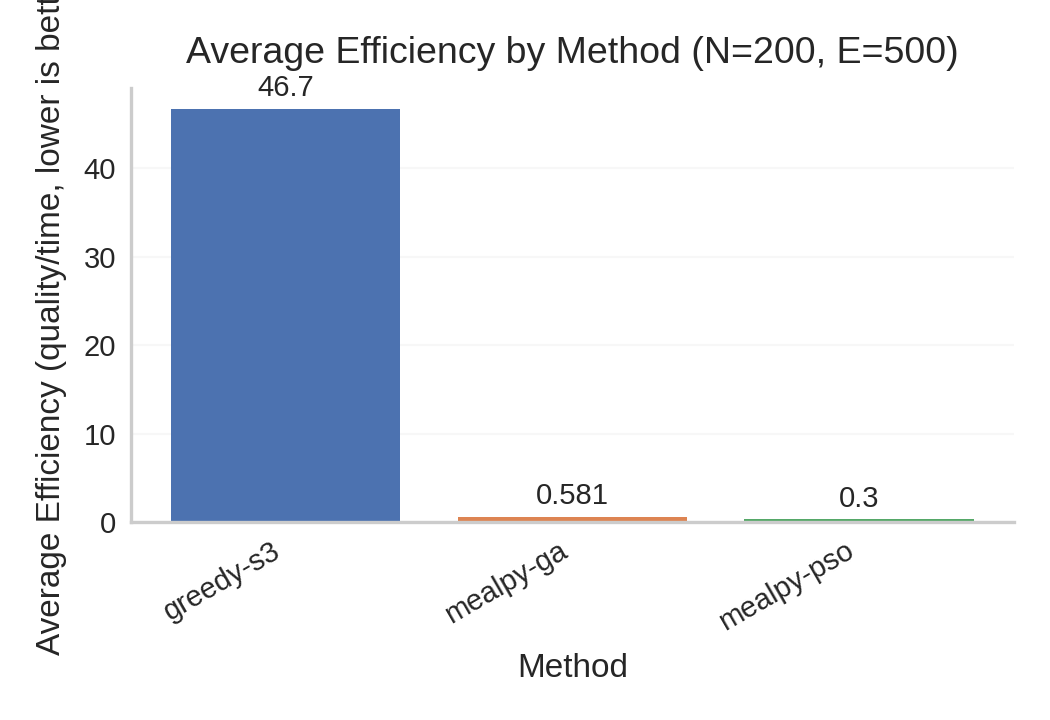 Average Efficiency by Method (N=200, E=500)
Average Efficiency (quality/time, lower is bett
46.7
0.581
0.3
40
30
20
10
0
greedy-s3
mealpy-ga
mealpy-pso
Method